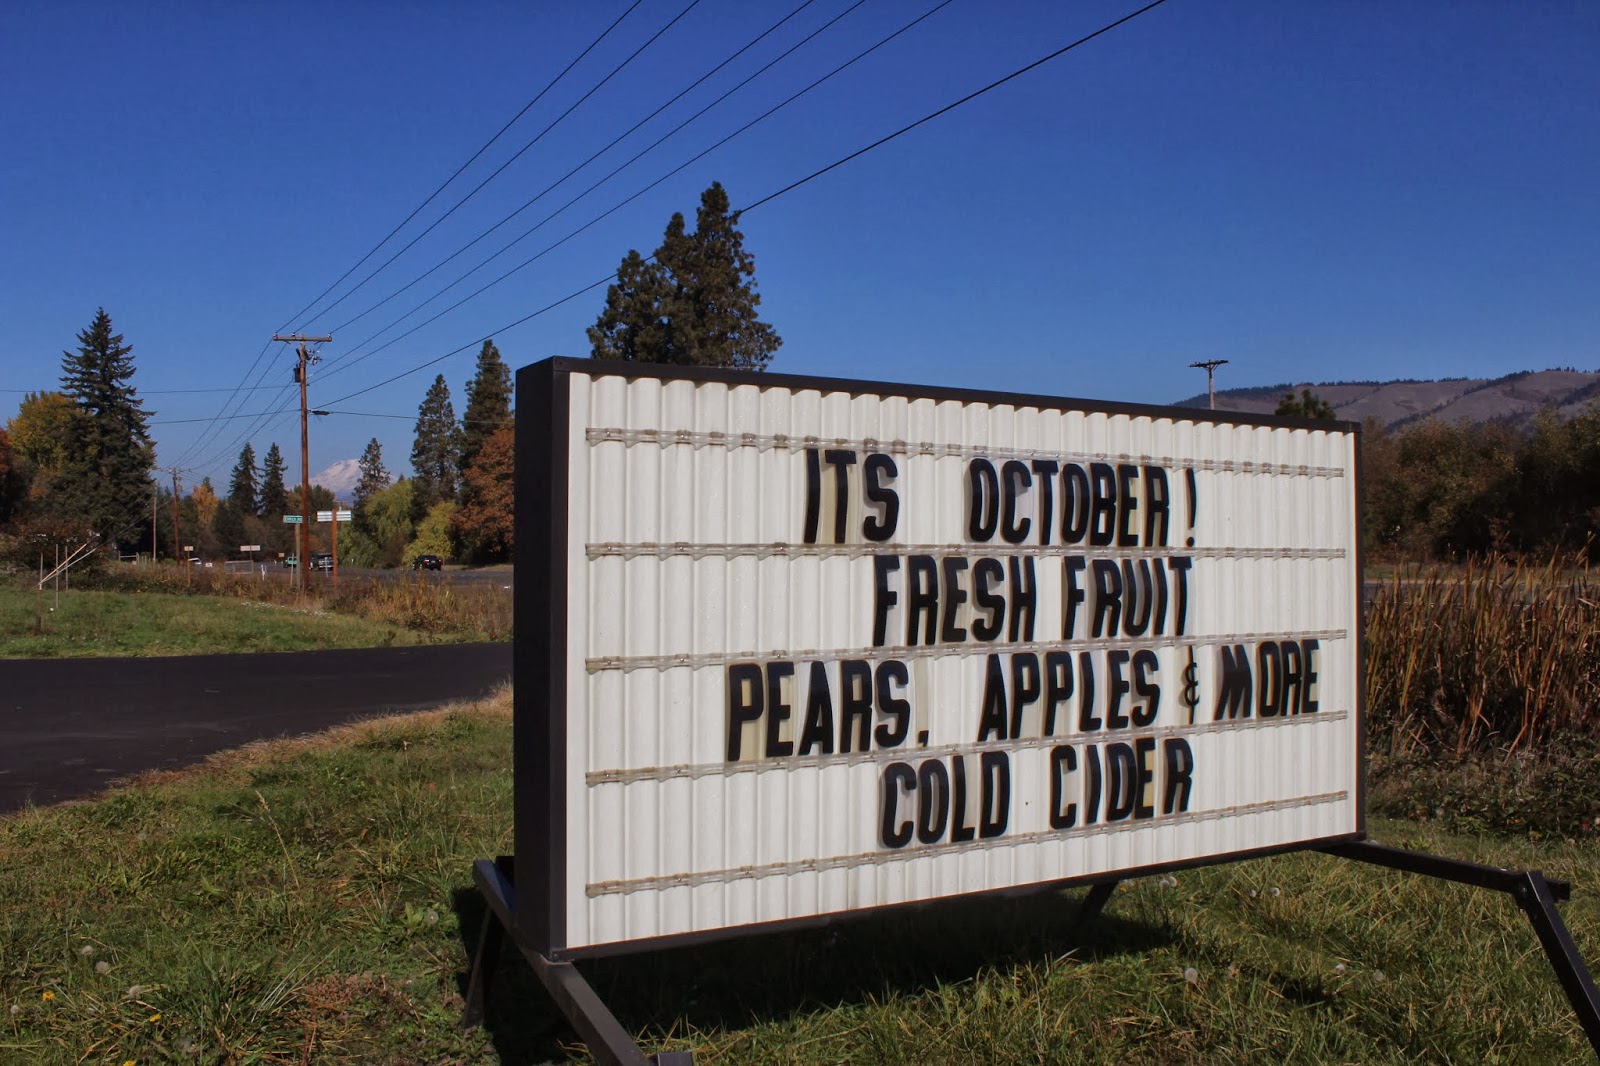 ITS OCTOBER!
FRESH FRUIT
PEARS, APPLES & MORE
COLD CIDER